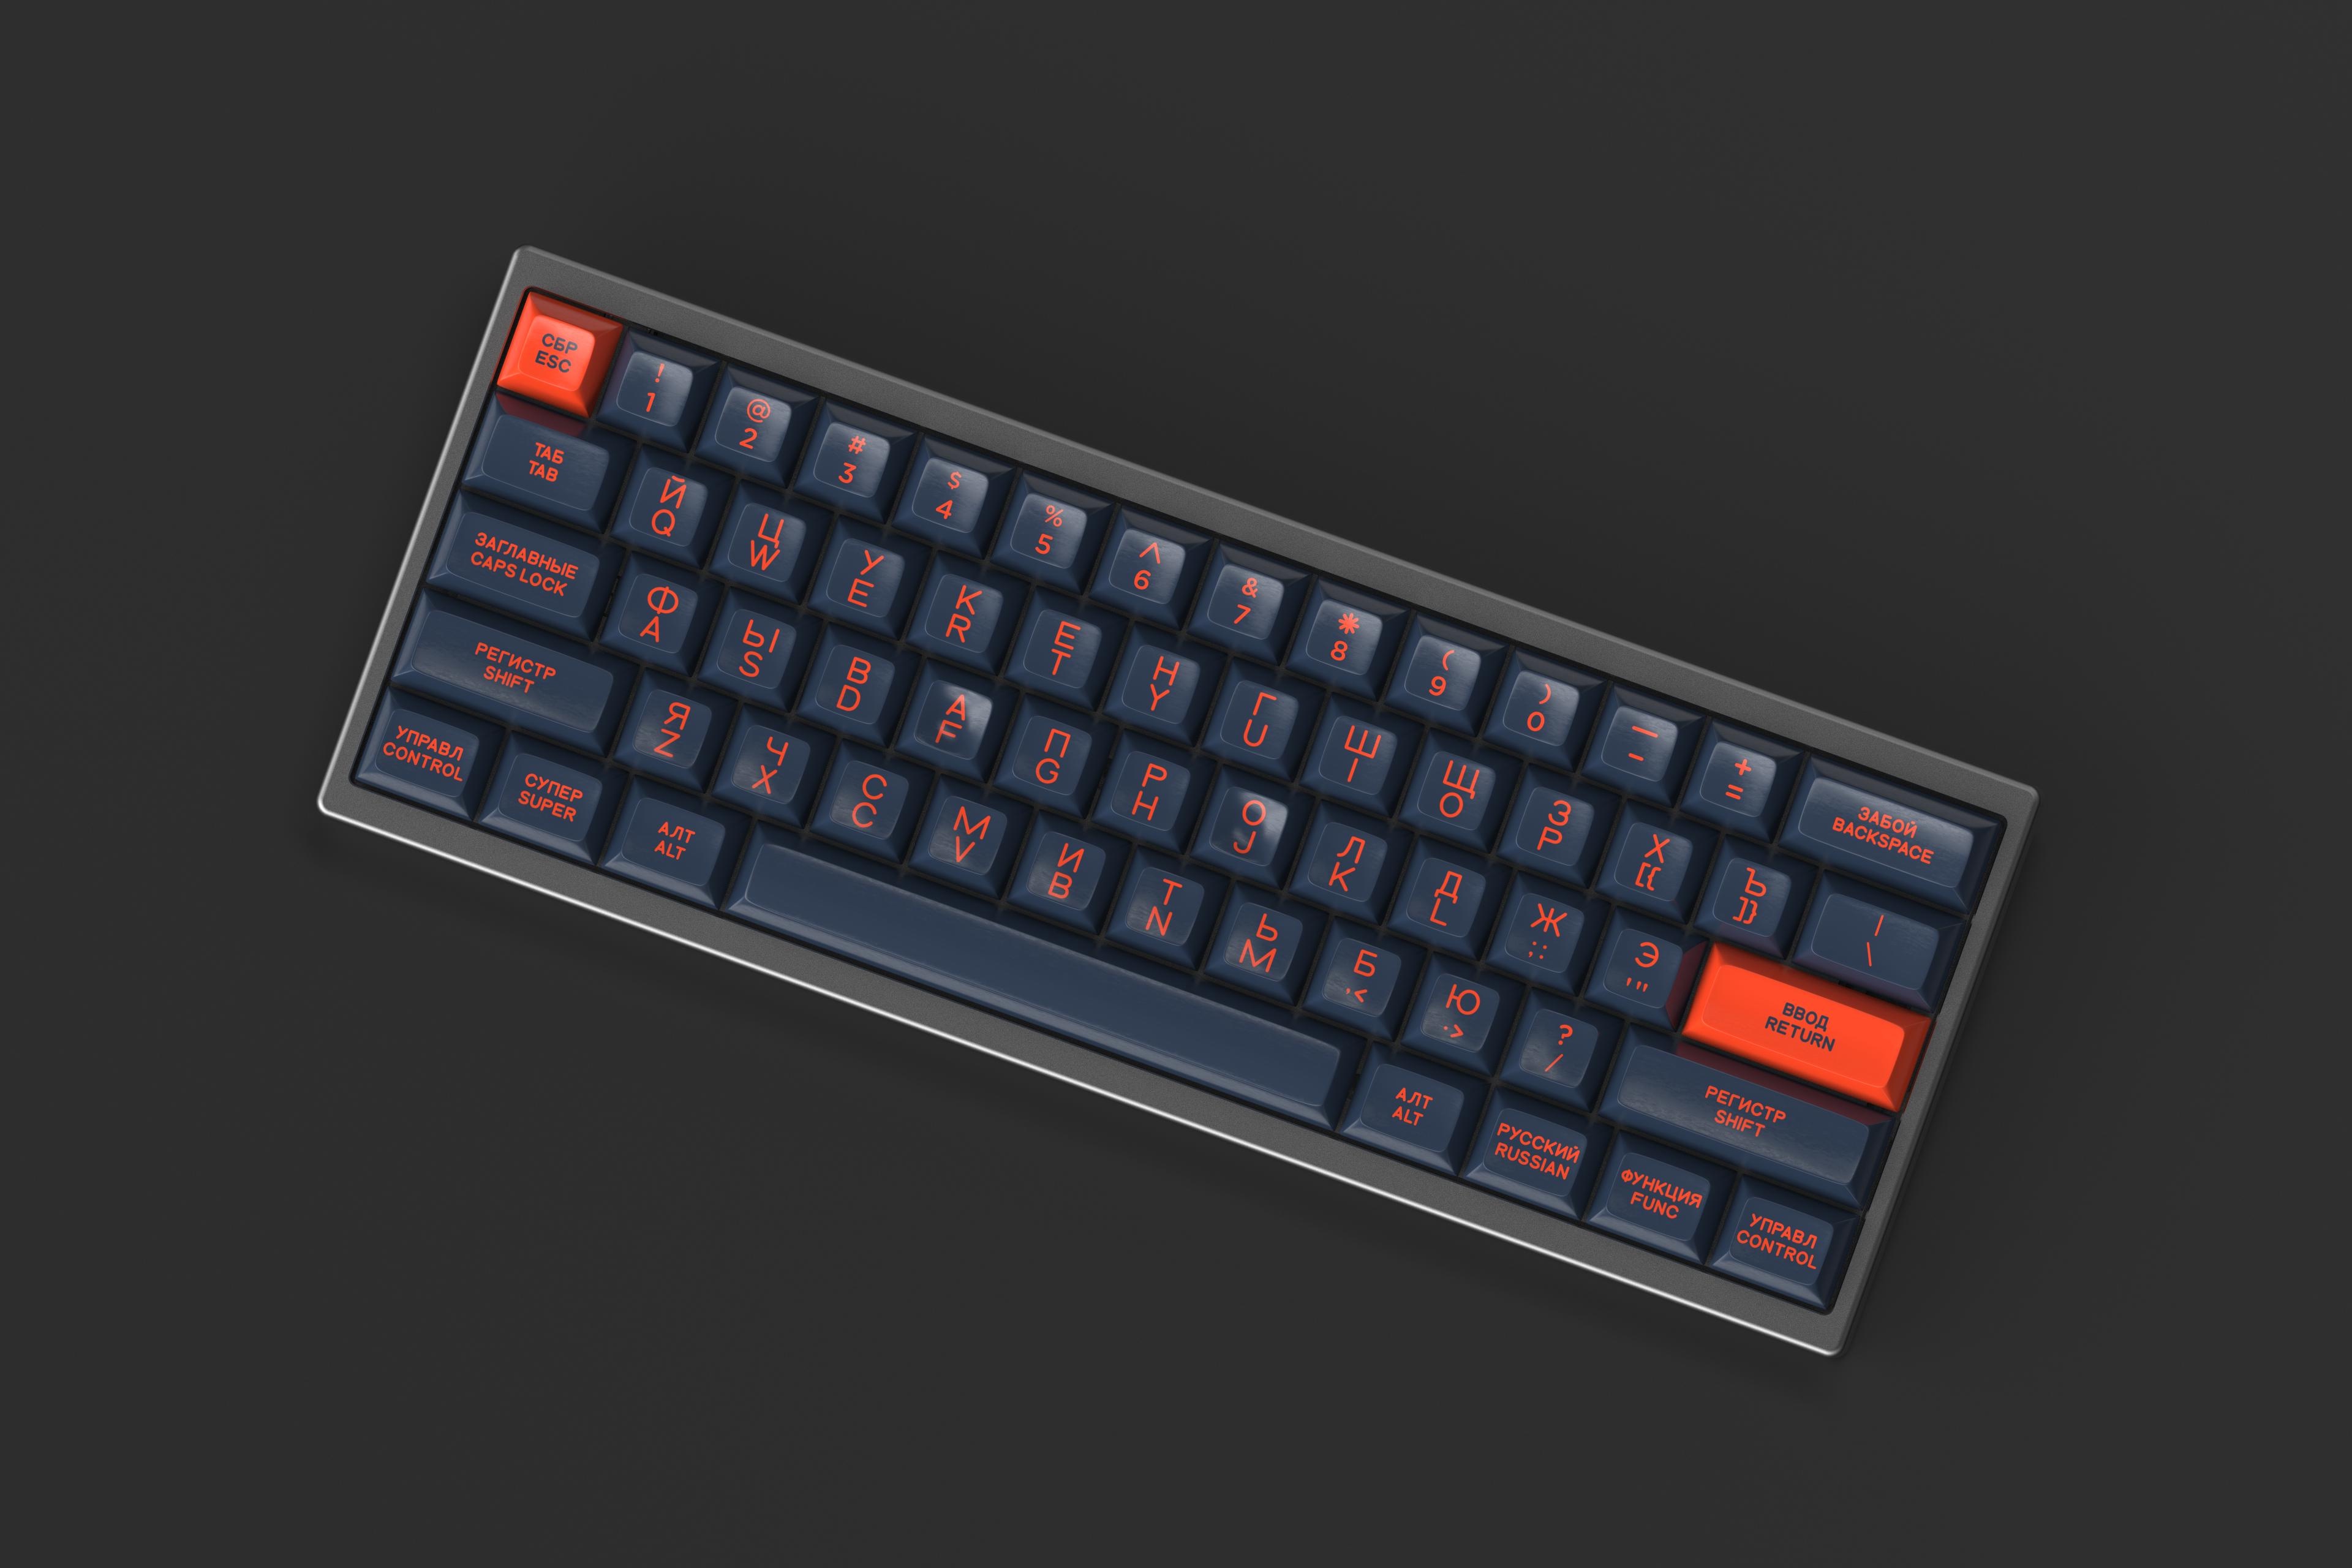 СБР
ESC
!
1
@
2
#
3
$
4
%
5
^
6
&
7
*
8
(
9
)
0
—
-
+
=
ЗАБОЙ
BACKSPACE
ТАБ
TAB
Й
Q
Ц
W
У
E
К
R
Е
T
Н
Y
Г
U
Ш
I
Щ
O
З
P
Х
[{
Ъ
]}
|
\
ЗАГЛАВНЫЕ
CAPS LOCK
Ф
A
Ы
S
В
D
А
F
П
G
Р
H
О
J
Л
K
Д
L
Ж
;:
Э
'"
ВВОД
RETURN
РЕГИСТР
SHIFT
Я
Z
Ч
X
С
C
М
V
И
B
Т
N
Ь
M
Б
,<
Ю
.>
?
/
РЕГИСТР
SHIFT
УПРАВЛ
CONTROL
СУПЕР
SUPER
АЛТ
ALT
АЛТ
ALT
РУССКИЙ
RUSSIAN
ФУНКЦИЯ
FUNC
УПРАВЛ
CONTROL